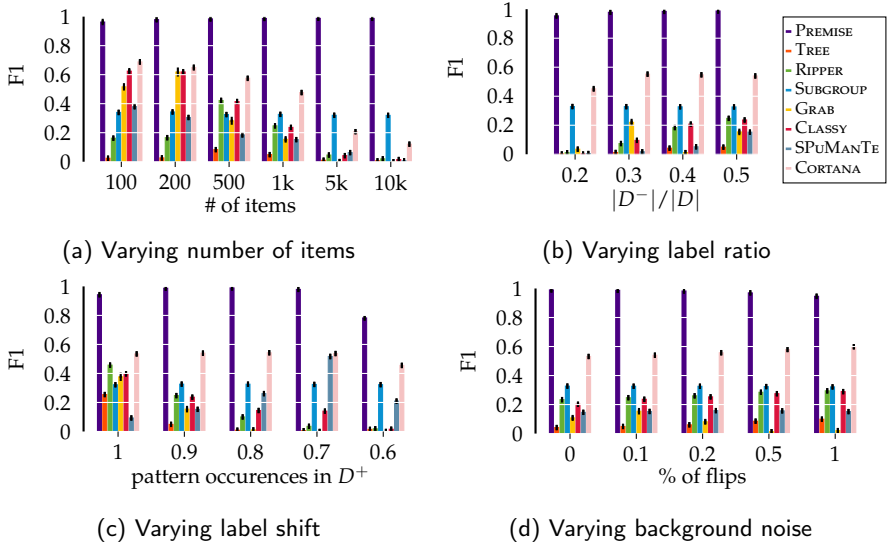 1
0.8
0.6
0.4
0.2
0
F1
100 200 500 1k 5k 10k
# of items
(a) Varying number of items
1
0.8
0.6
0.4
0.2
0
F1
0.2 0.3 0.4 0.5
|D⁻|/|D|
(b) Varying label ratio
PREMISE
TREE
RIPPER
SUBGROUP
GRAB
CLASSY
SPUMANTE
CORTANA
1
0.8
0.6
0.4
0.2
0
F1
1 0.9 0.8 0.7 0.6
pattern occurences in D⁺
(c) Varying label shift
1
0.8
0.6
0.4
0.2
0
F1
0 0.1 0.2 0.5 1
% of flips
(d) Varying background noise